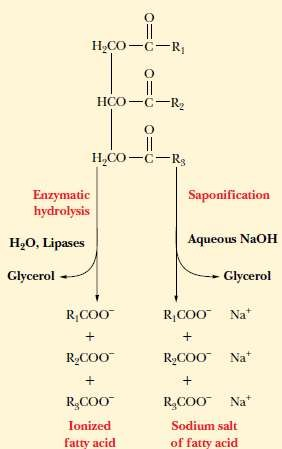 O
H₂CO—C—R₁
O
HCO—C—R₂
O
H₂CO—C—R₃
Enzymatic
hydrolysis
Saponification
H₂O, Lipases
Aqueous NaOH
Glycerol
Glycerol
R₁COO⁻
R₁COO⁻ Na⁺
+
+
R₂COO⁻
R₂COO⁻ Na⁺
+
+
R₃COO⁻
R₃COO⁻ Na⁺
Ionized
fatty acid
Sodium salt
of fatty acid